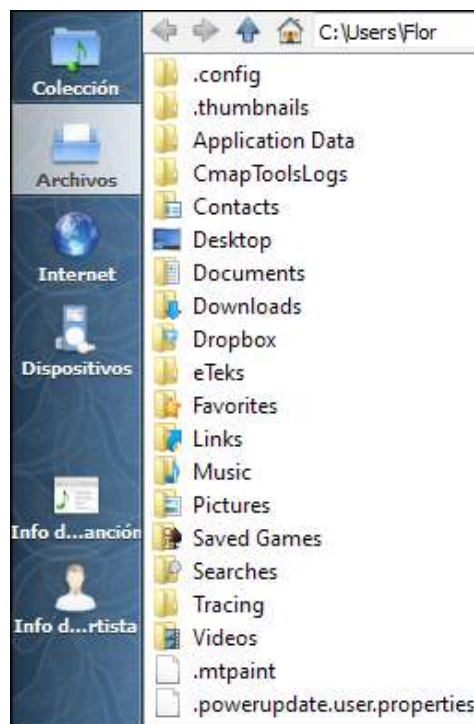 Colección
Archivos
Internet
Dispositivos
Info d...anción
Info d...rtista
C:\Users\Flor
.config
.thumbnails
Application Data
CmapToolsLogs
Contacts
Desktop
Documents
Downloads
Dropbox
eTeks
Favorites
Links
Music
Pictures
Saved Games
Searches
Tracing
Videos
.mtpaint
.powerupdate.user.properties